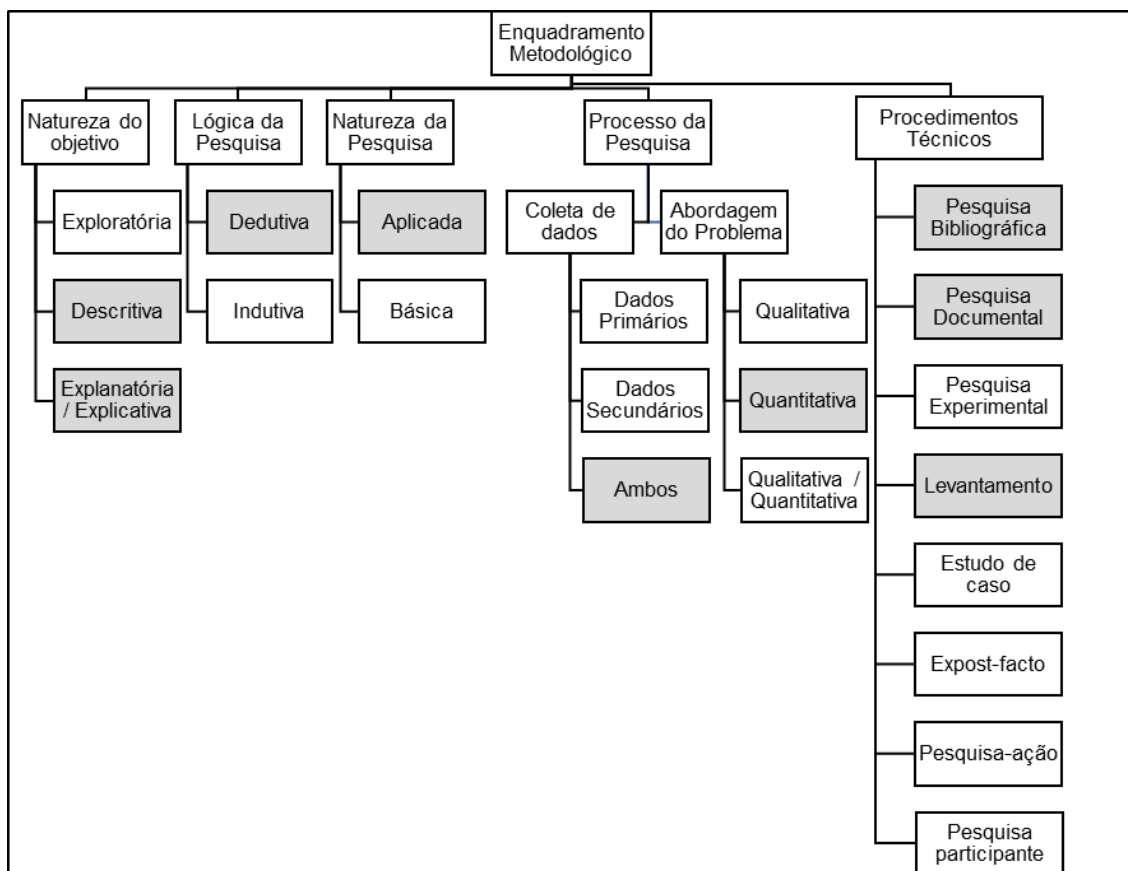 Enquadramento
Metodológico
Natureza do
objetivo
Exploratória
Descritiva
Explanatória
/ Explicativa
Lógica da
Pesquisa
Dedutiva
Indutiva
Natureza da
Pesquisa
Aplicada
Básica
Processo da
Pesquisa
Coleta de
dados
Dados
Primários
Dados
Secundários
Ambos
Abordagem
do Problema
Qualitativa
Quantitativa
Qualitativa /
Quantitativa
Procedimentos
Técnicos
Pesquisa
Bibliográfica
Pesquisa
Documental
Pesquisa
Experimental
Levantamento
Estudo de
caso
Expost-facto
Pesquisa-ação
Pesquisa
participante